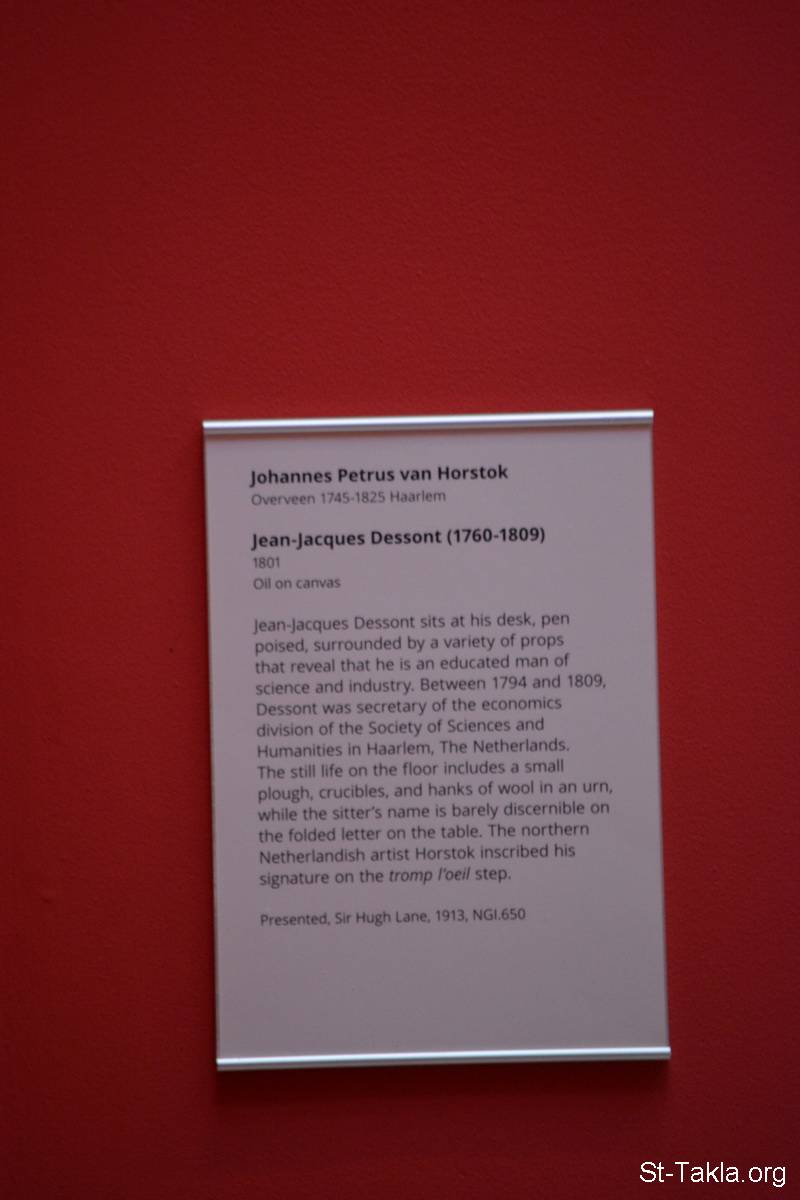 Johannes Petrus van Horstok
Overveen 1745-1825 Haarlem
Jean-Jacques Dessont (1760-1809)
1801
Oil on canvas
Jean-Jacques Dessont sits at his desk, pen
poised, surrounded by a variety of props
that reveal that he is an educated man of
science and industry. Between 1794 and 1809,
Dessont was secretary of the economics
division of the Society of Sciences and
Humanities in Haarlem, The Netherlands.
The still life on the floor includes a small
plough, crucibles, and hanks of wool in an urn,
while the sitter's name is barely discernible on
the folded letter on the table. The northern
Netherlandish artist Horstok inscribed his
signature on the tromp l'oeil step.
Presented, Sir Hugh Lane, 1913, NGI.650
St-Takla.org